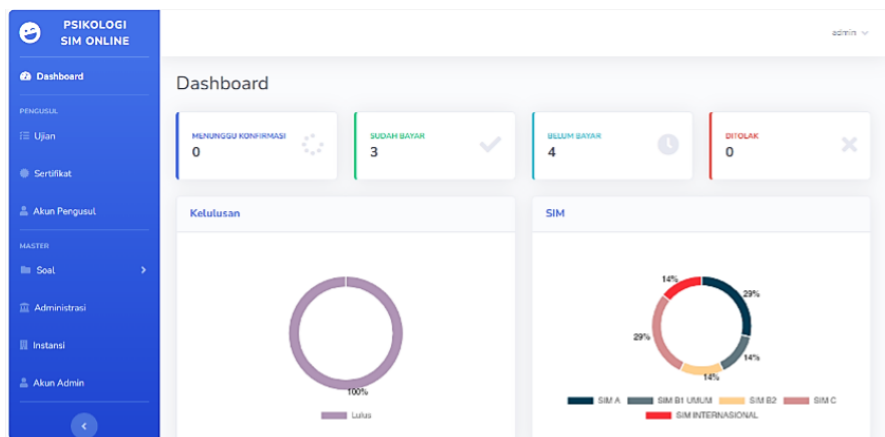 PSIKOLOGI
SIM ONLINE
admin
Dashboard
PENGUSUL
Ujian
Sertifikat
Akun Pengusul
MASTER
Soal
Administrasi
Instansi
Akun Admin
Dashboard
MENUNGGU KONFIRMASI
0
SUDAH BAYAR
3
BELUM BAYAR
4
DITOLAK
0
Kelulusan
100%
Lulus
SIM
14%
29%
29%
14%
14%
SIM A SIM B1 UMUM SIM B2 SIM C
SIM INTERNASIONAL